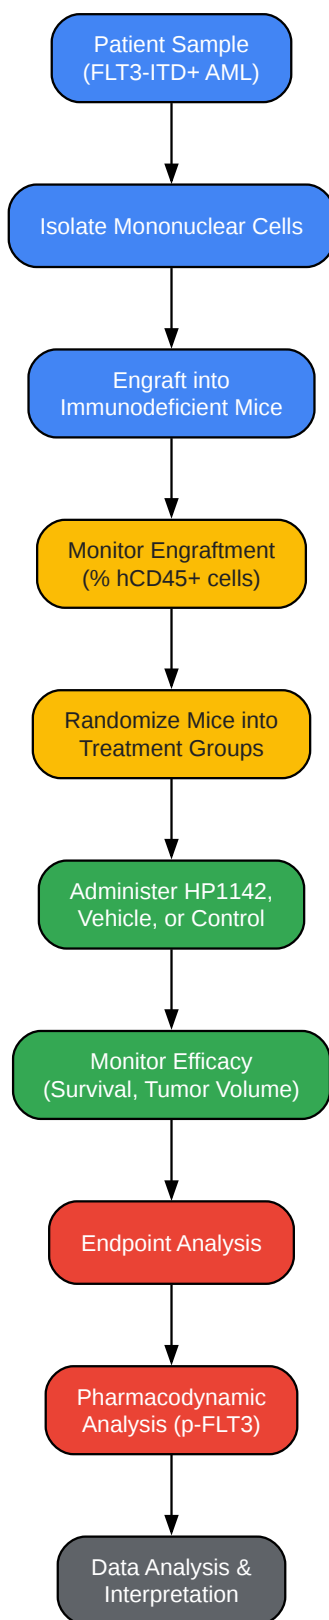 Patient Sample
(FLT3-ITD+ AML)
Isolate Mononuclear Cells
Engraft into
Immunodeficient Mice
Monitor Engraftment
(% hCD45+ cells)
Randomize Mice into
Treatment Groups
Administer HP1142,
Vehicle, or Control
Monitor Efficacy
(Survival, Tumor Volume)
Endpoint Analysis
Pharmacodynamic
Analysis (p-FLT3)
Data Analysis &
Interpretation